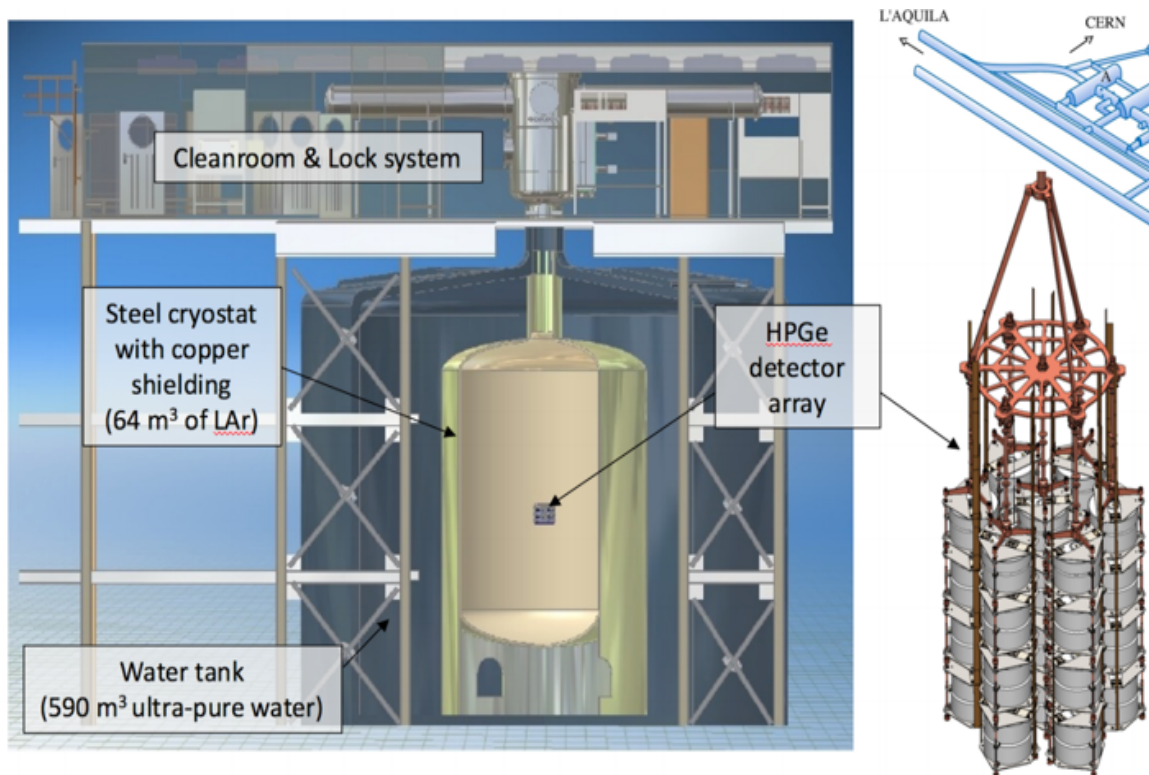 L'AQUILA
CERN
A
Cleanroom & Lock system
Steel cryostat
with copper
shielding
(64 m³ of LAr)
HPGe
detector
array
Water tank
(590 m³ ultra-pure water)